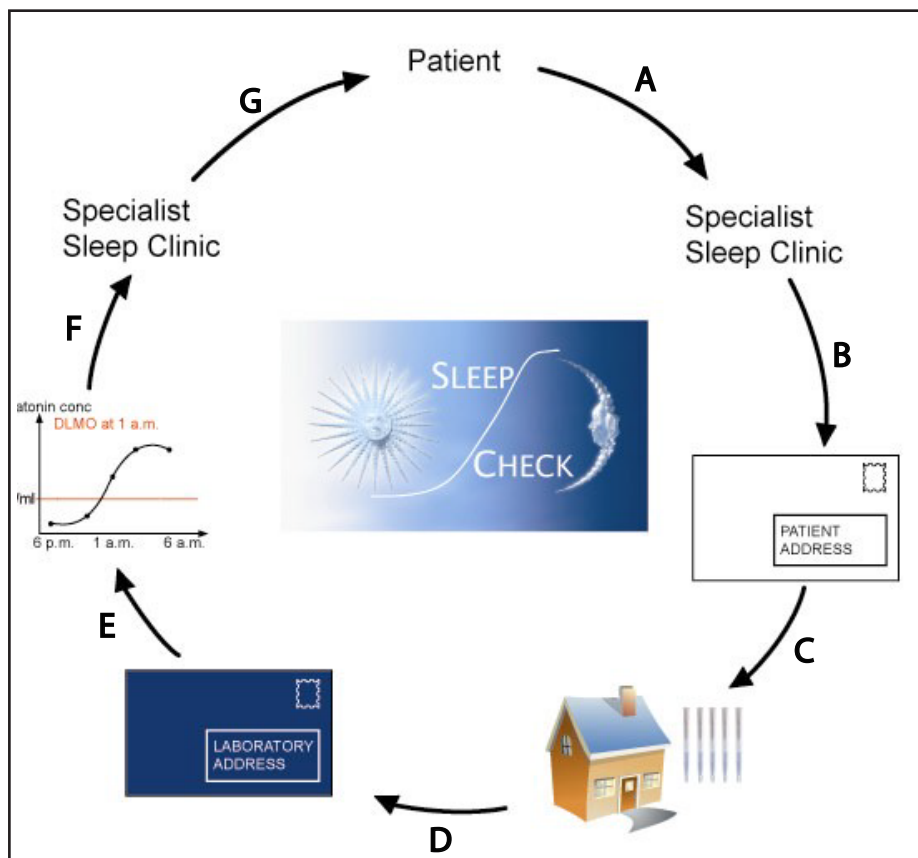 Patient
A
G
Specialist
Sleep Clinic
Specialist
Sleep Clinic
F
B
SLEEP
CHECK
atonin conc
DLMO at 1 a.m.
/ml
6 p.m. 1 a.m. 6 a.m.
PATIENT
ADDRESS
E
C
LABORATORY
ADDRESS
D